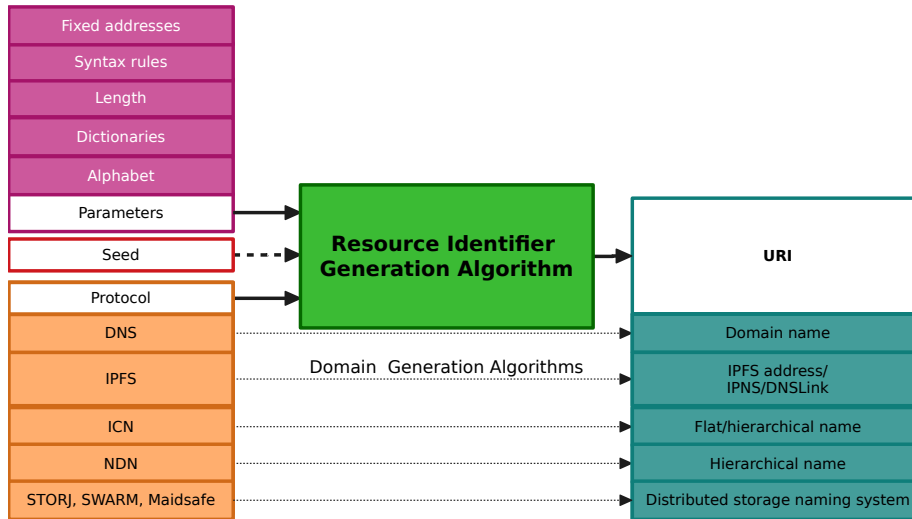 Fixed addresses
Syntax rules
Length
Dictionaries
Alphabet
Parameters
Seed
Protocol
DNS
IPFS
ICN
NDN
STORJ, SWARM, Maidsafe
Resource Identifier
Generation Algorithm
Domain Generation Algorithms
URI
Domain name
IPFS address/
IPNS/DNSLink
Flat/hierarchical name
Hierarchical name
Distributed storage naming system